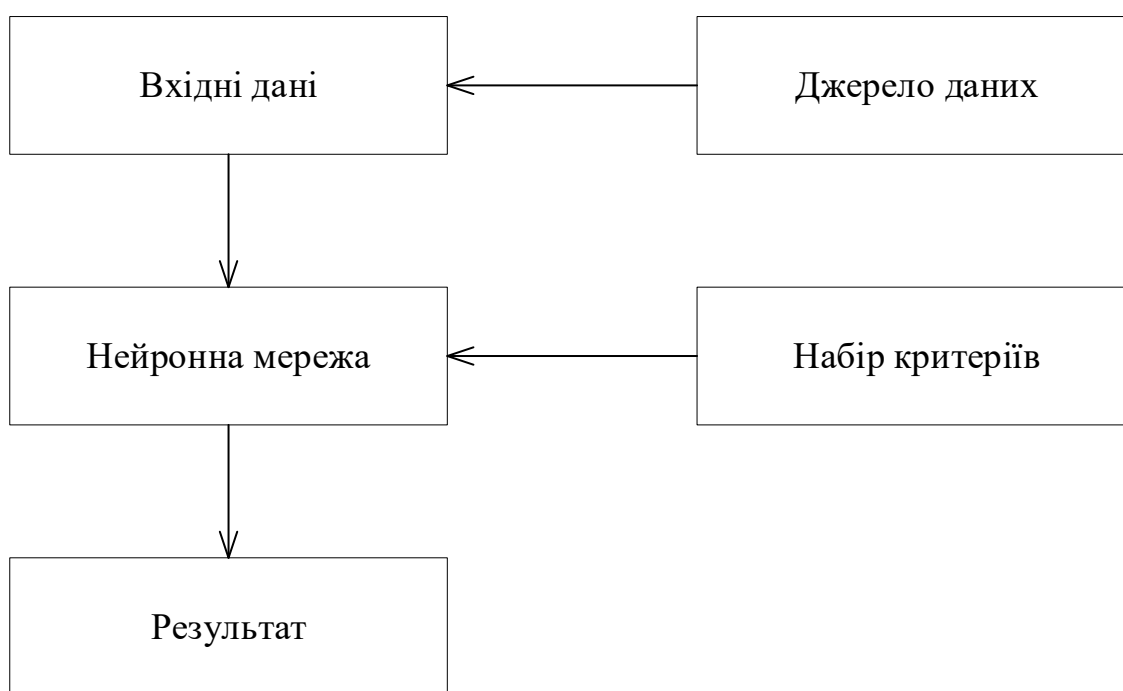 Вхідні дані
Джерело даних
Нейронна мережа
Набір критеріїв
Результат